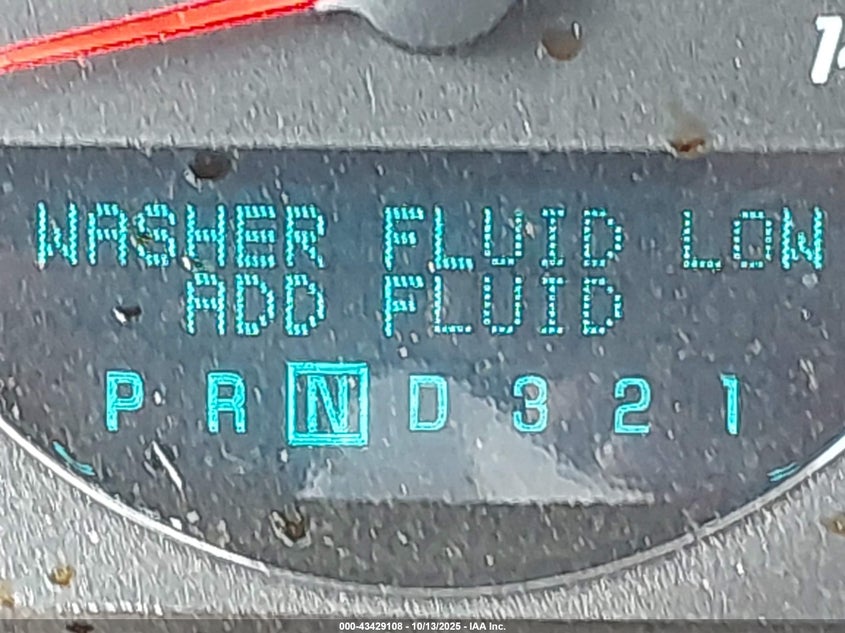 WASHER FLUID LOW
ADD FLUID
P R N D 3 2 1
000-43429108 - 10/13/2025 - IAA Inc.